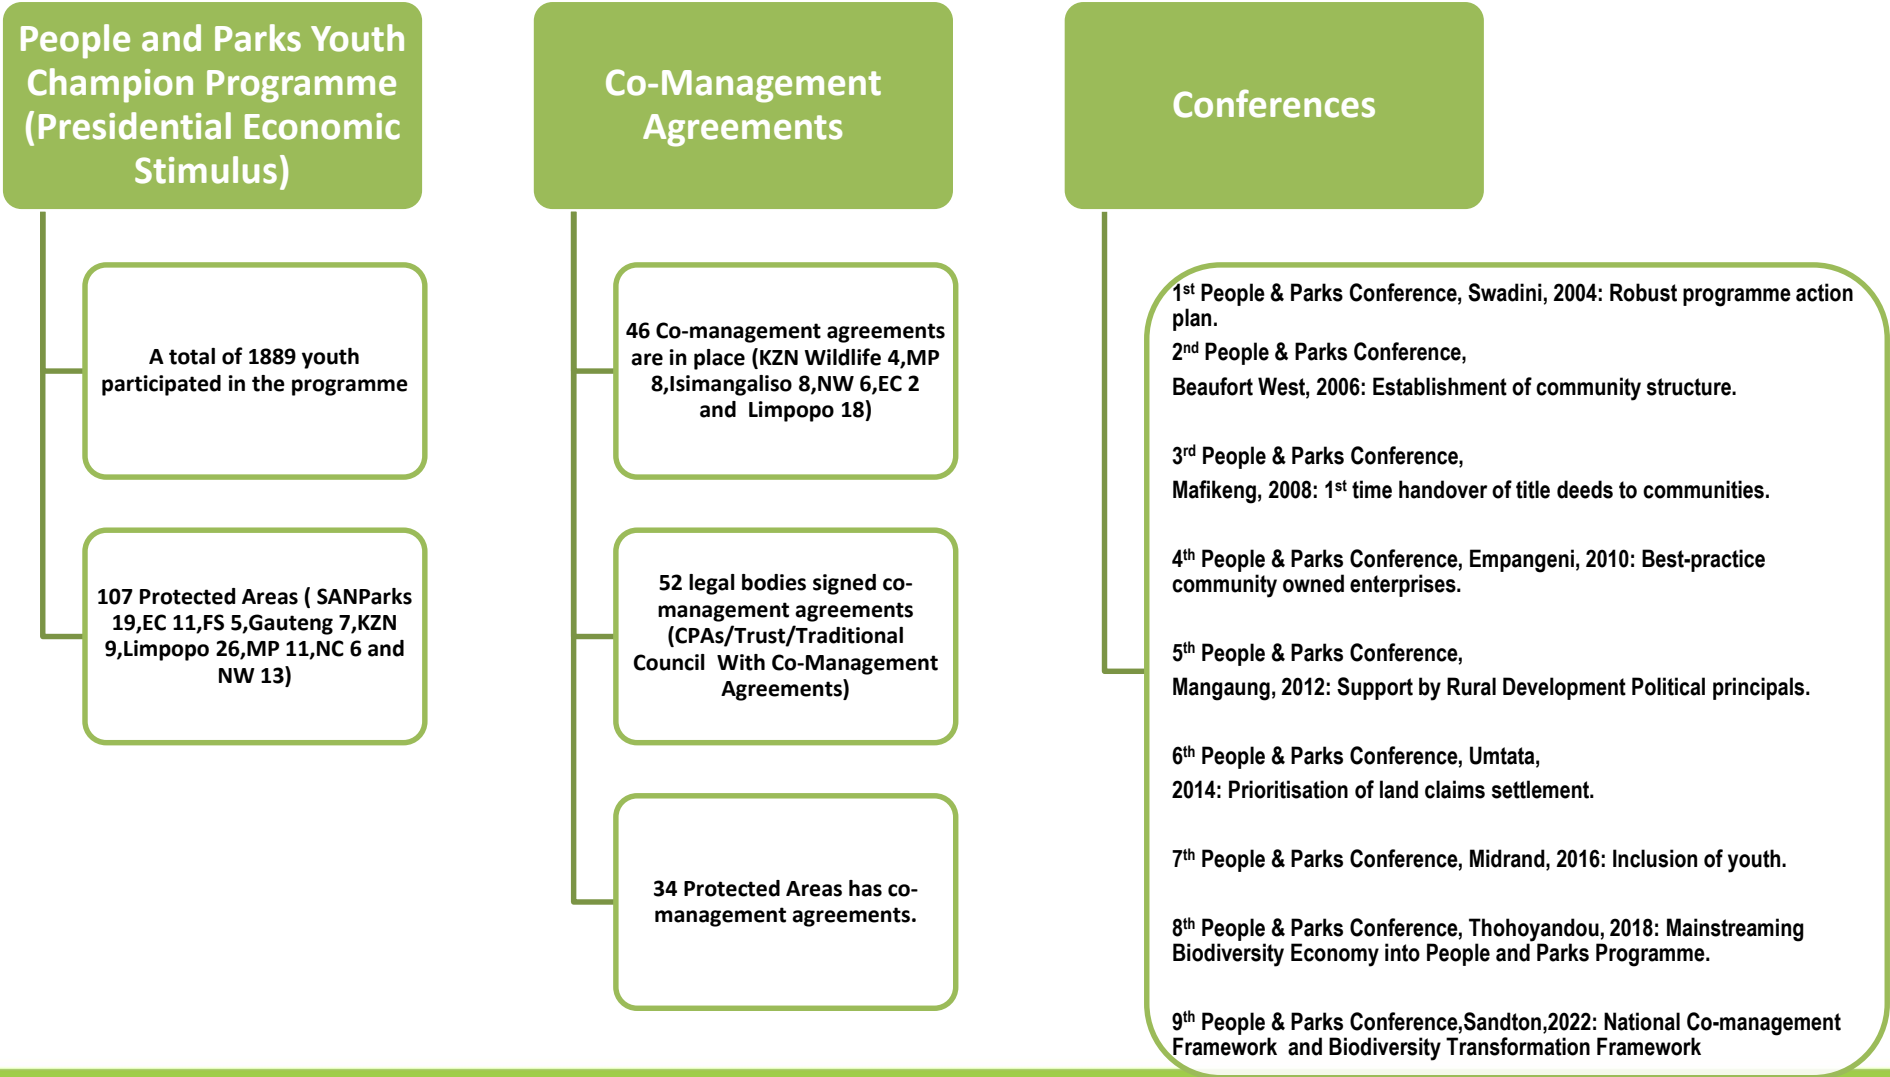 People and Parks Youth
Champion Programme
(Presidential Economic
Stimulus)
A total of 1889 youth
participated in the programme
107 Protected Areas ( SANParks
19,EC 11,FS 5,Gauteng 7,KZN
9,Limpopo 26,MP 11,NC 6 and
NW 13)
Co-Management
Agreements
46 Co-management agreements
are in place (KZN Wildlife 4,MP
8,Isimangaliso 8,NW 6,EC 2
and Limpopo 18)
52 legal bodies signed co-
management agreements
(CPAs/Trust/Traditional
Council With Co-Management
Agreements)
34 Protected Areas has co-
management agreements.
Conferences
1st People & Parks Conference, Swadini, 2004: Robust programme action
plan.
2nd People & Parks Conference,
Beaufort West, 2006: Establishment of community structure.
3rd People & Parks Conference,
Mafikeng, 2008: 1st time handover of title deeds to communities.
4th People & Parks Conference, Empangeni, 2010: Best-practice
community owned enterprises.
5th People & Parks Conference,
Mangaung, 2012: Support by Rural Development Political principals.
6th People & Parks Conference, Umtata,
2014: Prioritisation of land claims settlement.
7th People & Parks Conference, Midrand, 2016: Inclusion of youth.
8th People & Parks Conference, Thohoyandou, 2018: Mainstreaming
Biodiversity Economy into People and Parks Programme.
9th People & Parks Conference,Sandton,2022: National Co-management
Framework and Biodiversity Transformation Framework